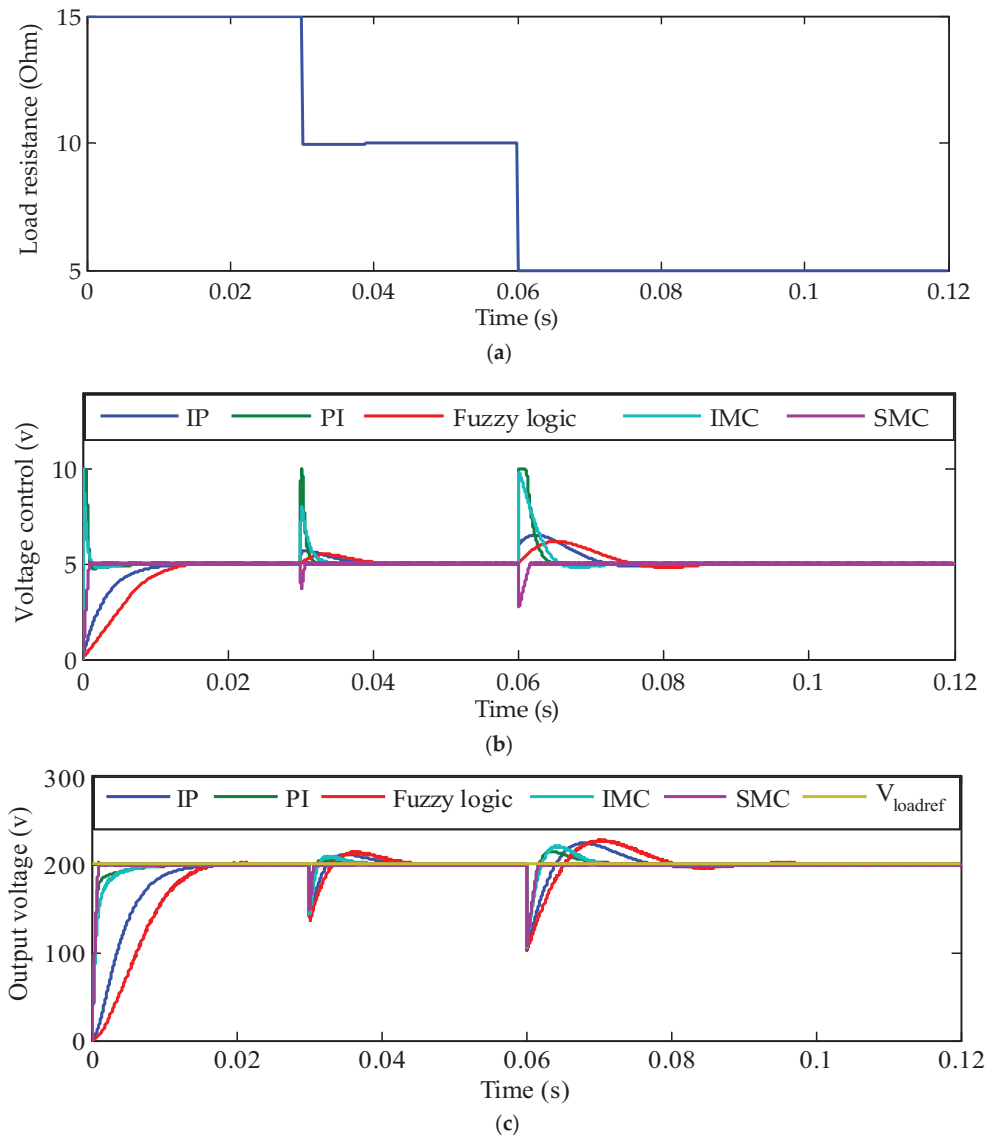 15
10
5
Load resistance (Ohm)
0 0.02 0.04 0.06 0.08 0.1 0.12
Time (s)
(a)
IP PI Fuzzy logic IMC SMC
10
5
0
Voltage control (v)
0 0.02 0.04 0.06 0.08 0.1 0.12
Time (s)
(b)
300
IP PI Fuzzy logic IMC SMC V_loadref
200
100
0
Output voltage (v)
0 0.02 0.04 0.06 0.08 0.1 0.12
Time (s)
(c)